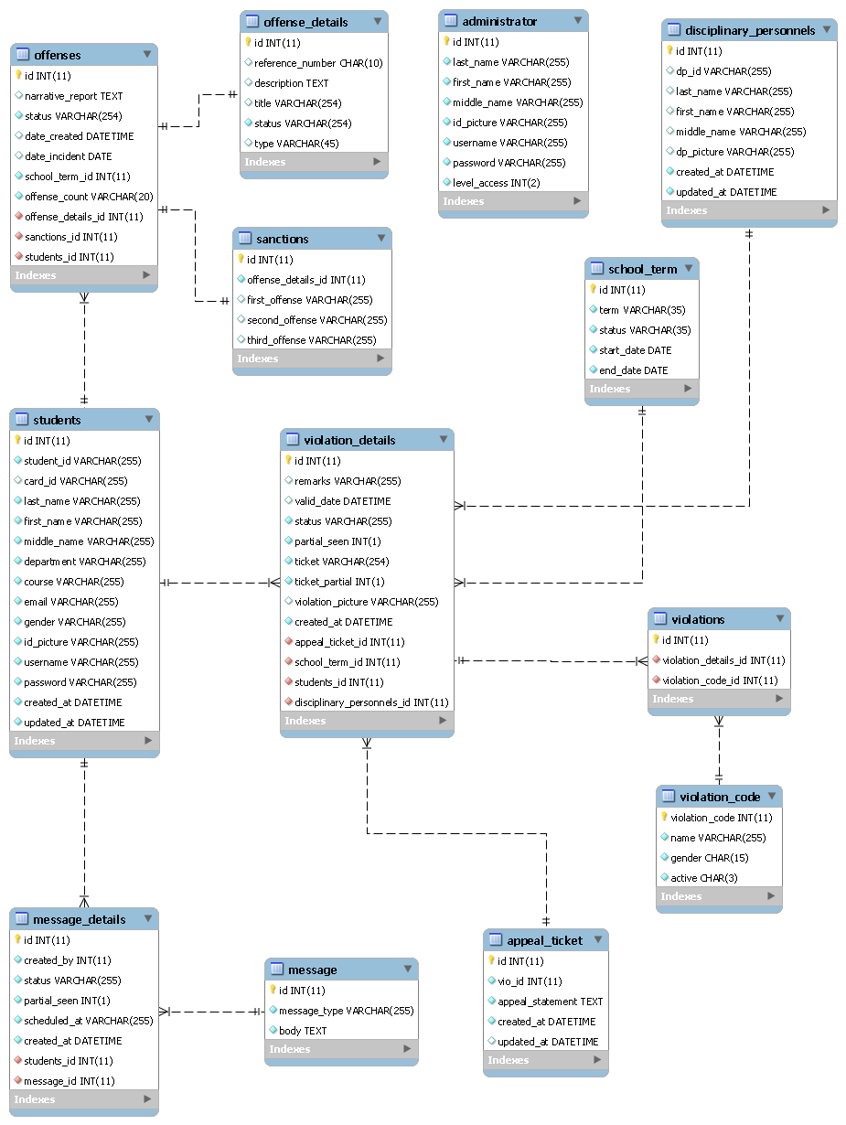 offenses
id INT(11)
narrative_report TEXT
status VARCHAR(254)
date_created DATETIME
date_incident DATE
school_term_id INT(11)
offense_count VARCHAR(20)
offense_details_id INT(11)
sanctions_id INT(11)
students_id INT(11)
Indexes
offense_details
id INT(11)
reference_number CHAR(10)
description TEXT
title VARCHAR(254)
status VARCHAR(254)
type VARCHAR(45)
Indexes
administrator
id INT(11)
last_name VARCHAR(255)
first_name VARCHAR(255)
middle_name VARCHAR(255)
id_picture VARCHAR(255)
username VARCHAR(255)
password VARCHAR(255)
level_access INT(2)
Indexes
disciplinary_personnels
id INT(11)
dp_id VARCHAR(255)
last_name VARCHAR(255)
first_name VARCHAR(255)
middle_name VARCHAR(255)
dp_picture VARCHAR(255)
created_at DATETIME
updated_at DATETIME
Indexes
sanctions
id INT(11)
offense_details_id INT(11)
first_offense VARCHAR(255)
second_offense VARCHAR(255)
third_offense VARCHAR(255)
Indexes
school_term
id INT(11)
term VARCHAR(35)
status VARCHAR(35)
start_date DATE
end_date DATE
Indexes
students
id INT(11)
student_id VARCHAR(255)
card_id VARCHAR(255)
last_name VARCHAR(255)
first_name VARCHAR(255)
middle_name VARCHAR(255)
department VARCHAR(255)
course VARCHAR(255)
email VARCHAR(255)
gender VARCHAR(255)
id_picture VARCHAR(255)
username VARCHAR(255)
password VARCHAR(255)
created_at DATETIME
updated_at DATETIME
Indexes
violation_details
id INT(11)
remarks VARCHAR(255)
valid_date DATETIME
status VARCHAR(255)
partial_seen INT(1)
ticket VARCHAR(254)
ticket_partial INT(1)
violation_picture VARCHAR(255)
created_at DATETIME
appeal_ticket_id INT(11)
school_term_id INT(11)
students_id INT(11)
disciplinary_personnels_id INT(11)
Indexes
violations
id INT(11)
violation_details_id INT(11)
violation_code_id INT(11)
Indexes
violation_code
violation_code INT(11)
name VARCHAR(255)
gender CHAR(15)
active CHAR(3)
Indexes
message_details
id INT(11)
created_by INT(11)
status VARCHAR(255)
partial_seen INT(1)
scheduled_at VARCHAR(255)
created_at DATETIME
students_id INT(11)
message_id INT(11)
Indexes
message
id INT(11)
message_type VARCHAR(255)
body TEXT
Indexes
appeal_ticket
id INT(11)
vio_id INT(11)
appeal_statement TEXT
created_at DATETIME
updated_at DATETIME
Indexes